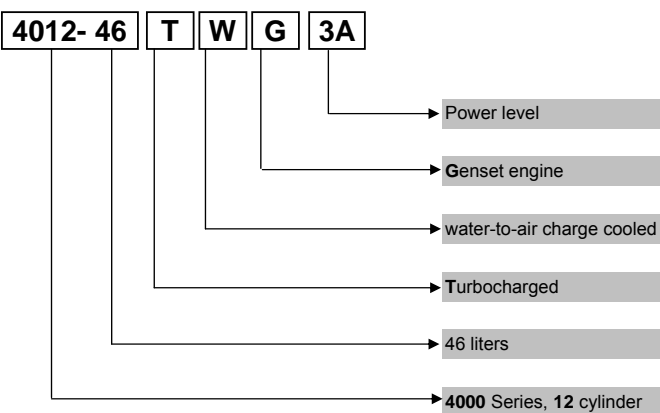 4012- 46 T W G 3A
Power level
Genset engine
water-to-air charge cooled
Turbocharged
46 liters
4000 Series, 12 cylinder